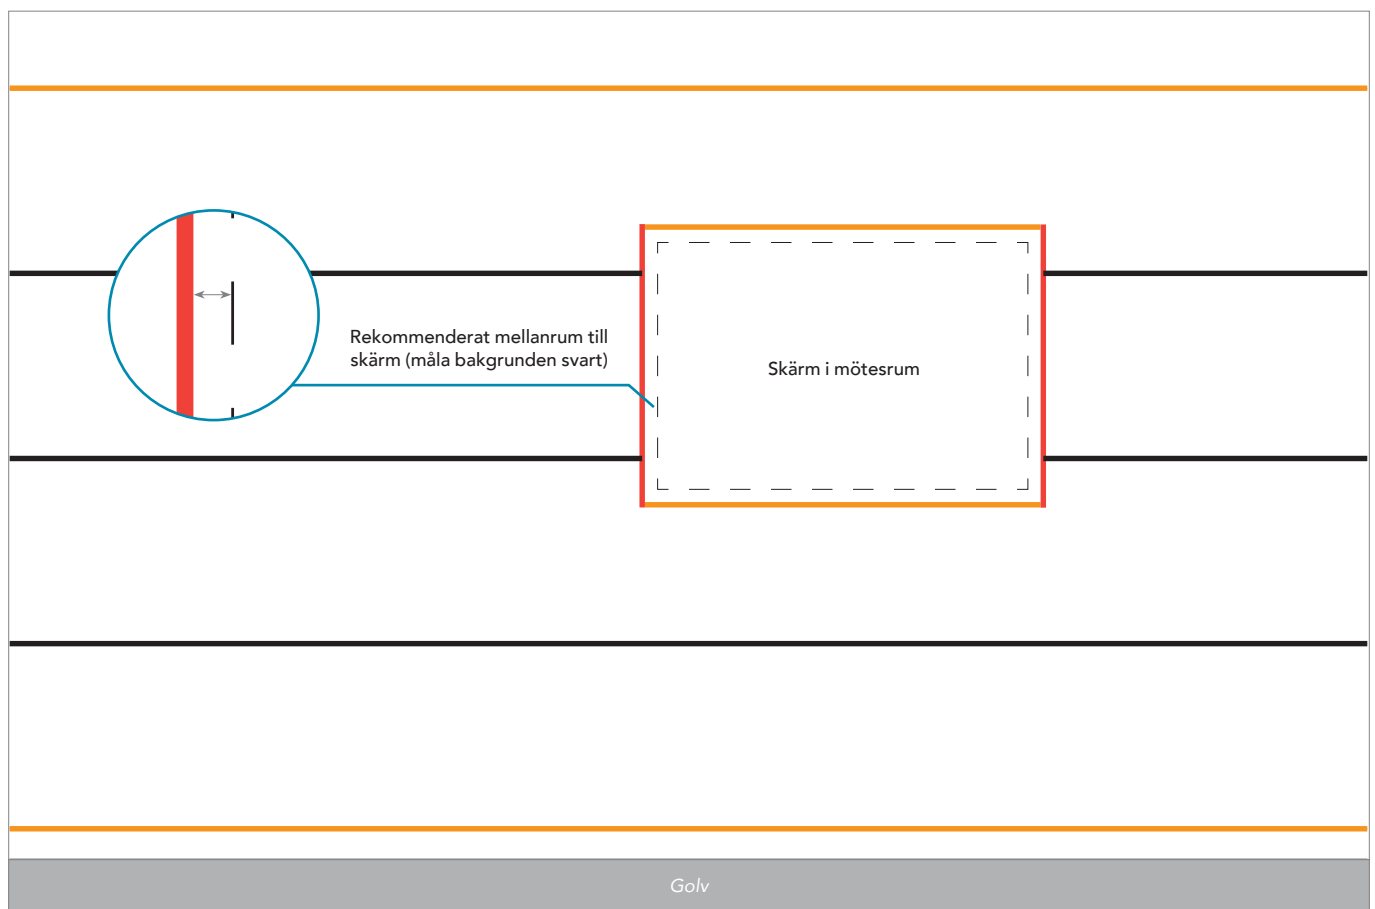 Rekommenderat mellanrum till
skärm (måla bakgrunden svart)
Skärm i mötesrum
Golv